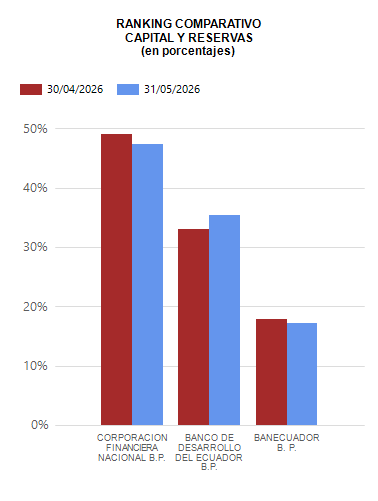 RANKING COMPARATIVO
CAPITAL Y RESERVAS
(en porcentajes)
30/04/2026 31/05/2026
50%
40%
30%
20%
10%
0%
CORPORACION
FINANCIERA
NACIONAL B.P.
BANCO DE
DESARROLLO
DEL ECUADOR
B.P.
BANECUADOR
B. P.